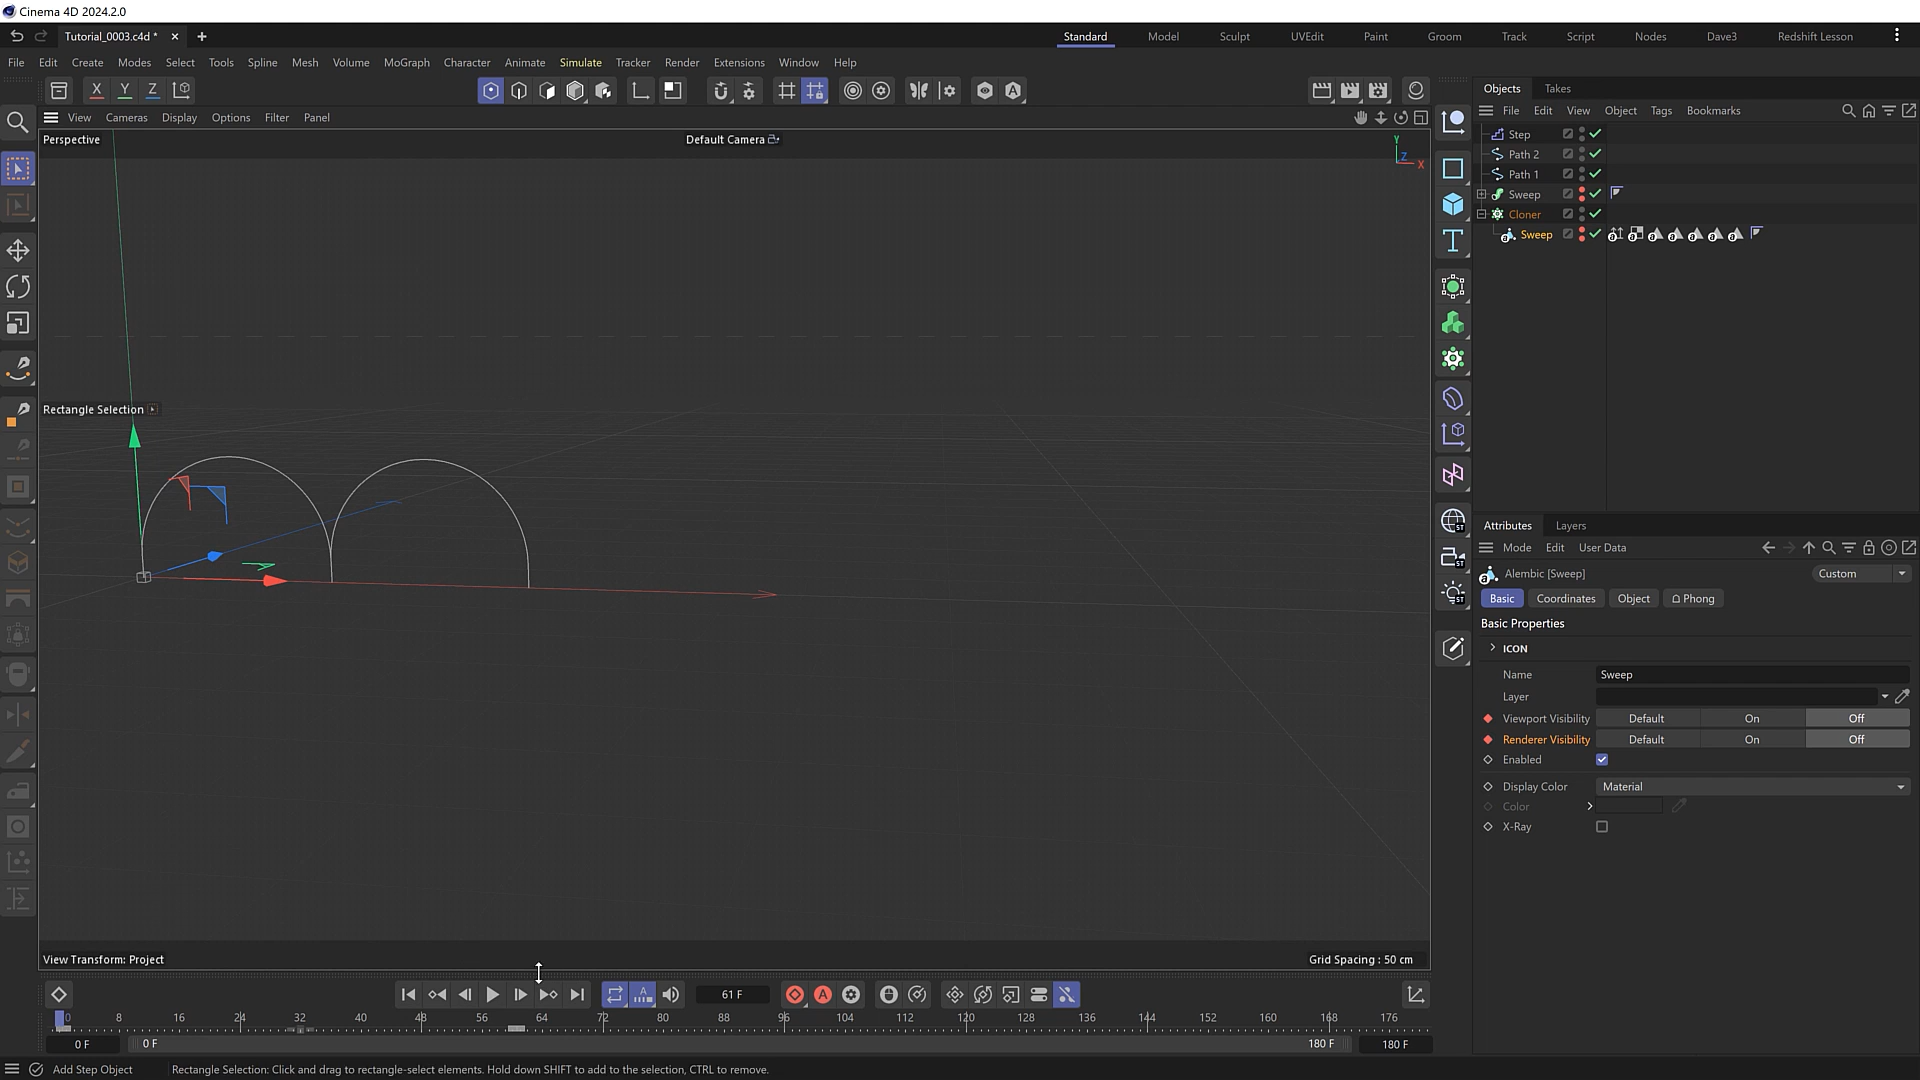 Cinema 4D 2024.2.0
Tutorial_0003.c4d *
Standard Model Sculpt UVEdit Paint Groom Track Script Nodes Dave3 Redshift Lesson
File Edit Create Modes Select Tools Spline Mesh Volume MoGraph Character Animate Simulate Tracker Render Extensions Window Help
X Y Z
Objects Takes
File Edit View Object Tags Bookmarks
View Cameras Display Options Filter Panel
Perspective
Default Camera
Y
Z
X
Step
Path 2
Path 1
Sweep
Cloner
Sweep
Rectangle Selection
Attributes Layers
Mode Edit User Data
Alembic [Sweep]
Custom
Basic Coordinates Object Phong
Basic Properties
ICON
Name Sweep
Layer
Viewport Visibility Default On Off
Renderer Visibility Default On Off
Enabled
Display Color Material
Color
X-Ray
View Transform: Project
Grid Spacing : 50 cm
61 F
0 8 16 24 32 40 48 56 64 72 80 88 96 104 112 120 128 136 144 152 160 168 176
0 F 0 F 180 F 180 F
Add Step Object
Rectangle Selection: Click and drag to rectangle-select elements. Hold down SHIFT to add to the selection, CTRL to remove.